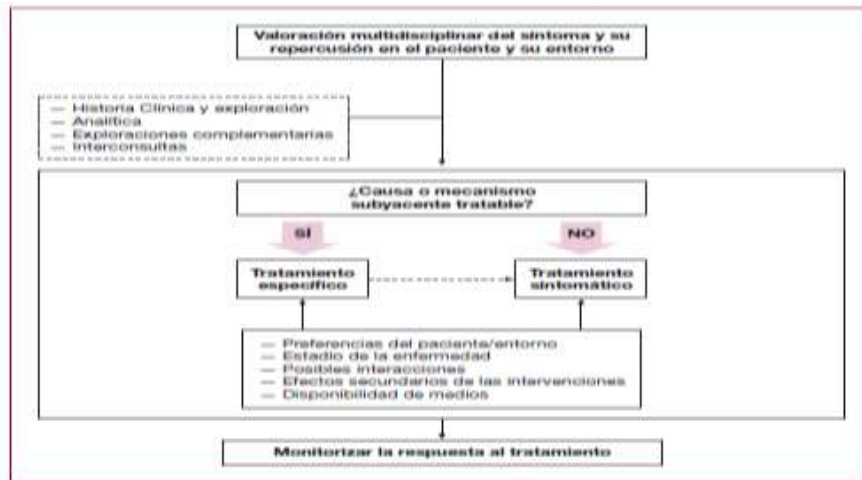 Valoración multidisciplinar del síntoma y su
repercusión en el paciente y su entorno
— Historia Clínica y exploración
— Analítica
— Exploraciones complementarias
— Interconsultas
¿Causa o mecanismo
subyacente tratable?
SÍ
NO
Tratamiento
específico
Tratamiento
sintomático
— Preferencias del paciente/entorno
— Estadio de la enfermedad
— Posibles interacciones
— Efectos secundarios de las intervenciones
— Disponibilidad de medios
Monitorizar la respuesta al tratamiento